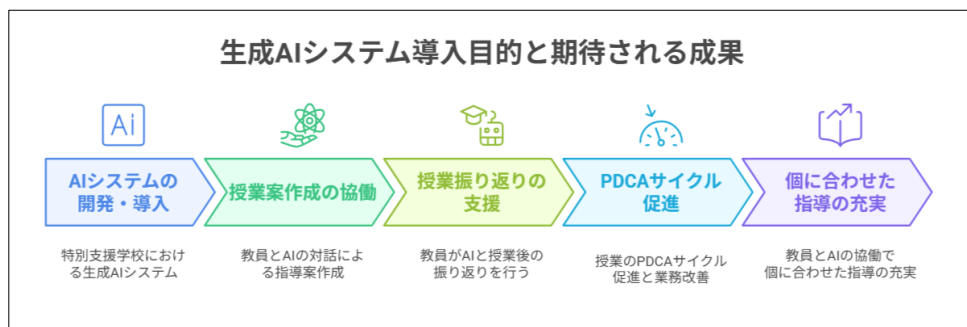 生成AIシステム導入目的と期待される成果
Ai
AIシステムの
開発・導入
授業案作成の協働
授業振り返りの
支援
PDCAサイクル
促進
個に合わせた
指導の充実
特別支援学校におけ
る生成AIシステム
教員とAIの対話によ
る指導案作成
教員がAIと授業後の
振り返りを行う
授業のPDCAサイクル
促進と業務改善
教員とAIの協働で
個に合わせた指導の充実